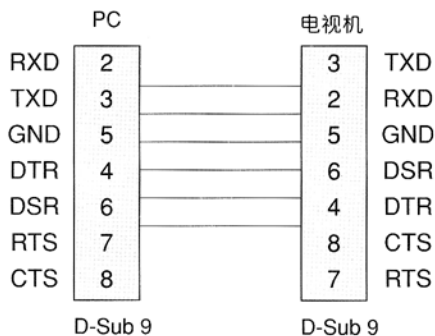 PC 电视机
RXD 2 3 TXD
TXD 3 2 RXD
GND 5 5 GND
DTR 4 6 DSR
DSR 6 4 DTR
RTS 7 8 CTS
CTS 8 7 RTS
D-Sub 9 D-Sub 9